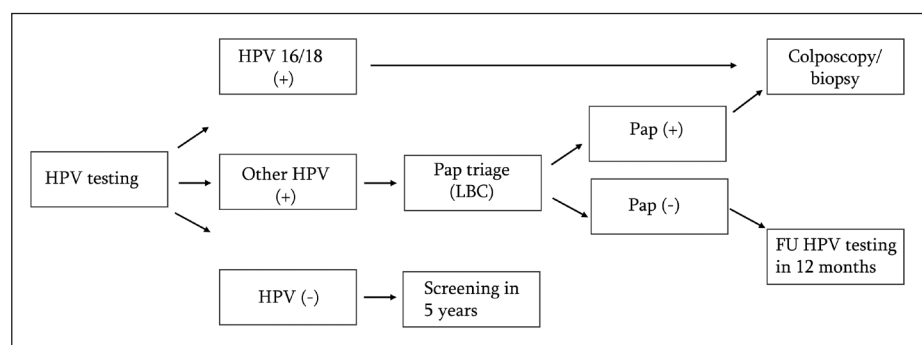 HPV 16/18
(+)
Colposcopy/
biopsy
HPV testing
Other HPV
(+)
Pap triage
(LBC)
Pap (+)
Pap (-)
FU HPV testing
in 12 months
HPV (-)
Screening in
5 years